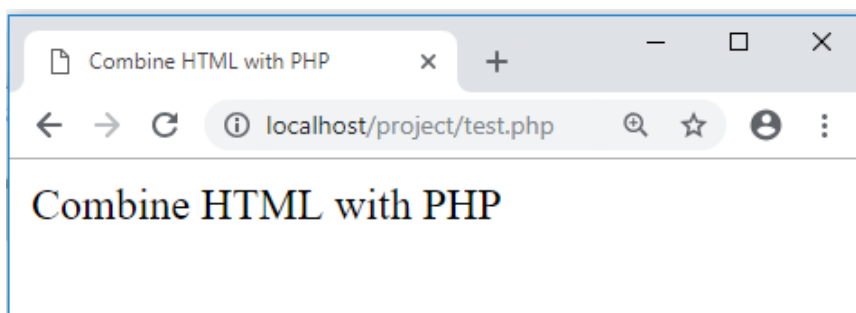 Combine HTML with PHP
localhost/project/test.php
Combine HTML with PHP